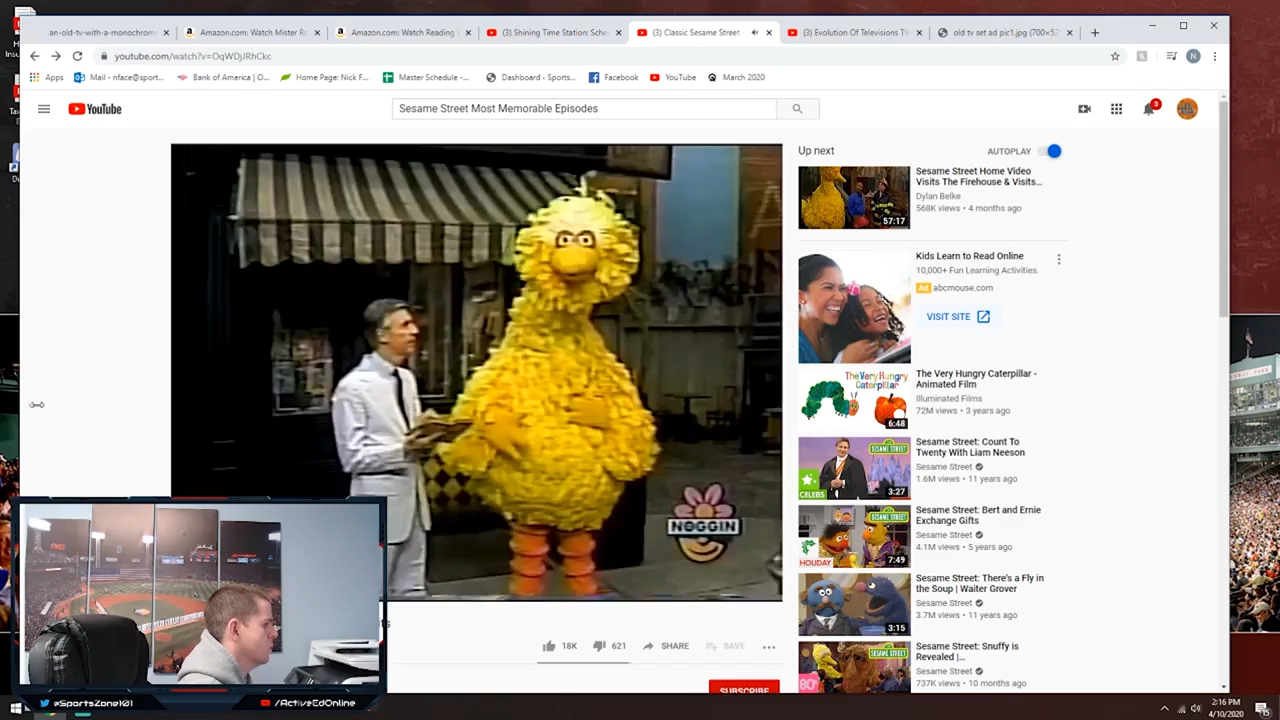 an-old-tv-with-a-monochrom
Amazon.com: Watch Mister Ro
Amazon.com: Watch Reading
(3) Shining Time Station: Sche
(3) Classic Sesame Street
(3) Evolution Of Televisions TV
old tv set ad pic1.jpg (700×52
youtube.com/watch?v=OqWDjJRhCkc
N
Apps
Mail - nface@sport...
Bank of America | O...
Home Page: Nick F...
Master Schedule -...
Dashboard ‹ Sports...
Facebook
YouTube
March 2020
YouTube
Sesame Street Most Memorable Episodes
3
Up next
AUTOPLAY
Sesame Street Home Video
Visits The Firehouse & Visits...
Dylan Belke
568K views • 4 months ago
57:17
Kids Learn to Read Online
10,000+ Fun Learning Activities.
Ad abcmouse.com
VISIT SITE
The Very Hungry Caterpillar -
Animated Film
Illuminated Films
72M views • 3 years ago
The Very Hungry
Caterpillar
6:48
Sesame Street: Count To
Twenty With Liam Neeson
Sesame Street
1.6M views • 11 years ago
CELEBS
3:27
Sesame Street: Bert and Ernie
Exchange Gifts
Sesame Street
4.1M views • 5 years ago
HOLIDAY
7:49
Sesame Street: There's a Fly in
the Soup | Waiter Grover
Sesame Street
3.7M views • 11 years ago
3:15
Sesame Street: Snuffy is
Revealed |...
Sesame Street
737K views • 10 months ago
80
NOGGIN
18K
621
SHARE
SAVE
SUBSCRIBE
@SportsZone101
/ActiveEdOnline
2:16 PM
4/10/2020
15